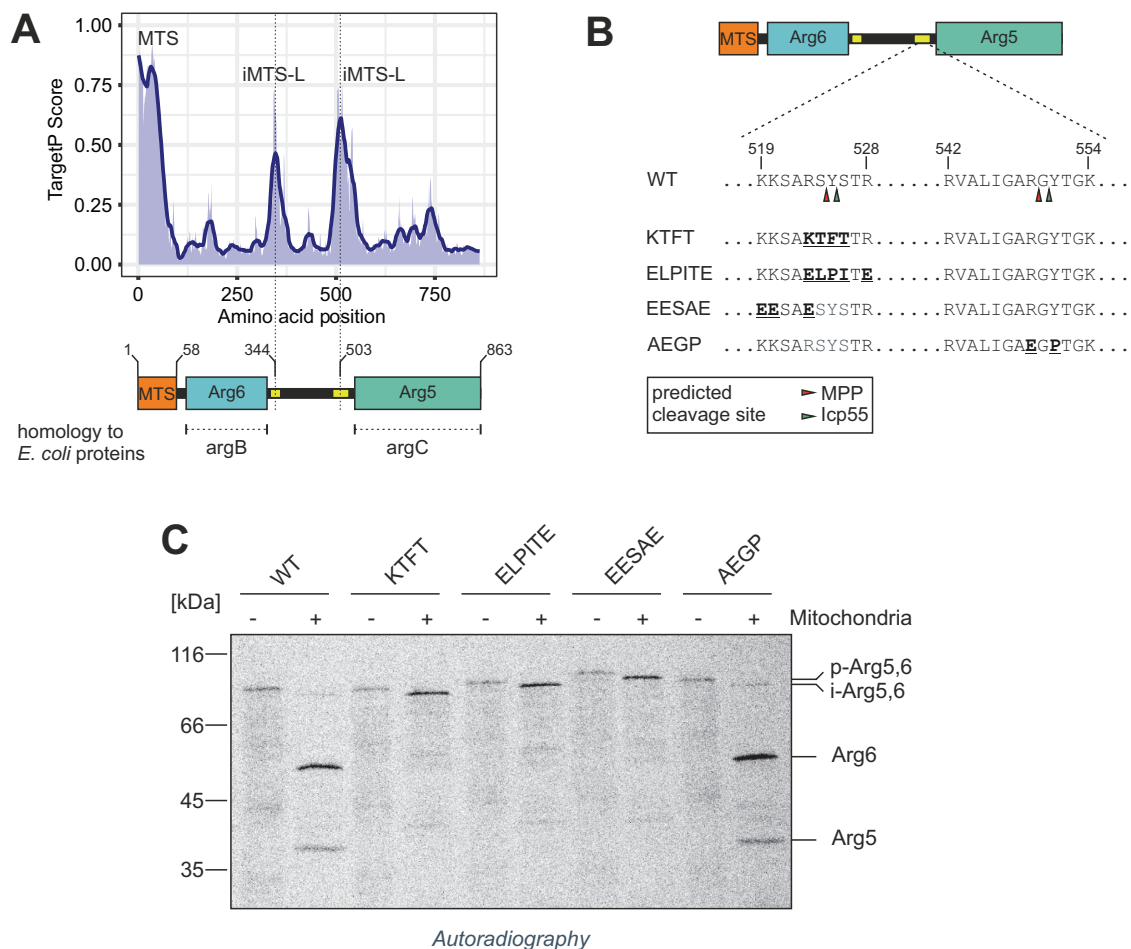 A
1.00
0.75
0.50
0.25
0.00
TargetP Score
MTS
iMTS-L
iMTS-L
0 250 500 750
Amino acid position
1 58 344 503 863
MTS Arg6 Arg5
homology to
E. coli proteins
argB argC
B
MTS Arg6 Arg5
519 528 542 554
WT ...KKSARSYSTR......RVALIGARGYTGK...
KTFT ...KKSAKTFTTR......RVALIGARGYTGK...
ELPITE ...KKSAELPITE......RVALIGARGYTGK...
EESAE ...EESAESYSTR......RVALIGARGYTGK...
AEGP ...KKSARSYSTR......RVALIGAEGPTGK...
predicted
cleavage site
MPP
Icp55
C
WT KTFT ELPITE EESAE AEGP
[kDa]
- + - + - + - + - + Mitochondria
116
66
45
35
p-Arg5,6
i-Arg5,6
Arg6
Arg5
Autoradiography